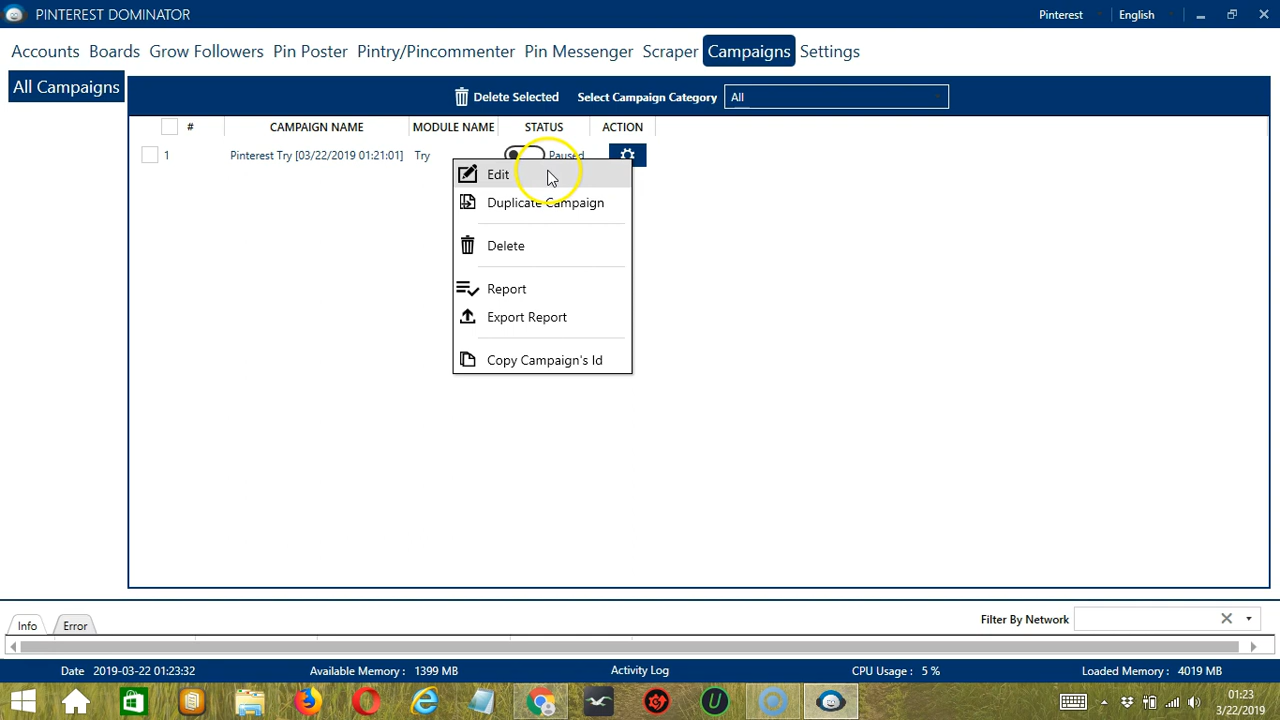 PINTEREST DOMINATOR
Pinterest
English
Accounts Boards Grow Followers Pin Poster Pintry/Pincommenter Pin Messenger Scraper Campaigns Settings
All Campaigns
Delete Selected Select Campaign Category All
# CAMPAIGN NAME MODULE NAME STATUS ACTION
1 Pinterest Try [03/22/2019 01:21:01] Try Paused
Edit
Duplicate Campaign
Delete
Report
Export Report
Copy Campaign's Id
Info Error Filter By Network
Date 2019-03-22 01:23:32 Available Memory : 1399 MB Activity Log CPU Usage : 5 % Loaded Memory : 4019 MB
01:23
3/22/2019